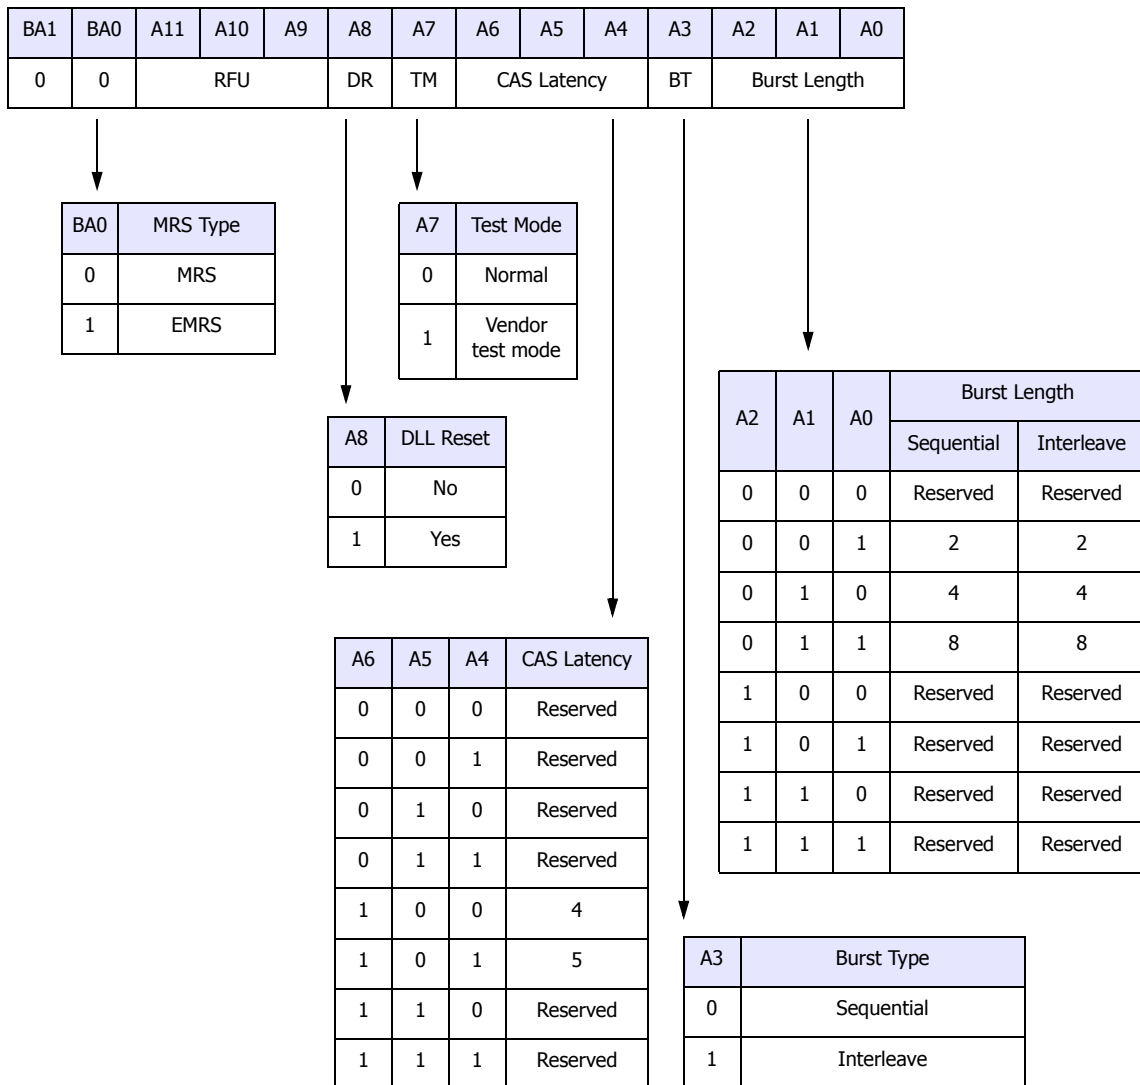 BA1 BA0 A11 A10 A9 A8 A7 A6 A5 A4 A3 A2 A1 A0
0 0 RFU DR TM CAS Latency BT Burst Length
BA0 MRS Type
0 MRS
1 EMRS
A7 Test Mode
0 Normal
1 Vendor
test mode
A8 DLL Reset
0 No
1 Yes
A2 A1 A0 Burst Length
Sequential Interleave
0 0 0 Reserved Reserved
0 0 1 2 2
0 1 0 4 4
0 1 1 8 8
1 0 0 Reserved Reserved
1 0 1 Reserved Reserved
1 1 0 Reserved Reserved
1 1 1 Reserved Reserved
A6 A5 A4 CAS Latency
0 0 0 Reserved
0 0 1 Reserved
0 1 0 Reserved
0 1 1 Reserved
1 0 0 4
1 0 1 5
1 1 0 Reserved
1 1 1 Reserved
A3 Burst Type
0 Sequential
1 Interleave